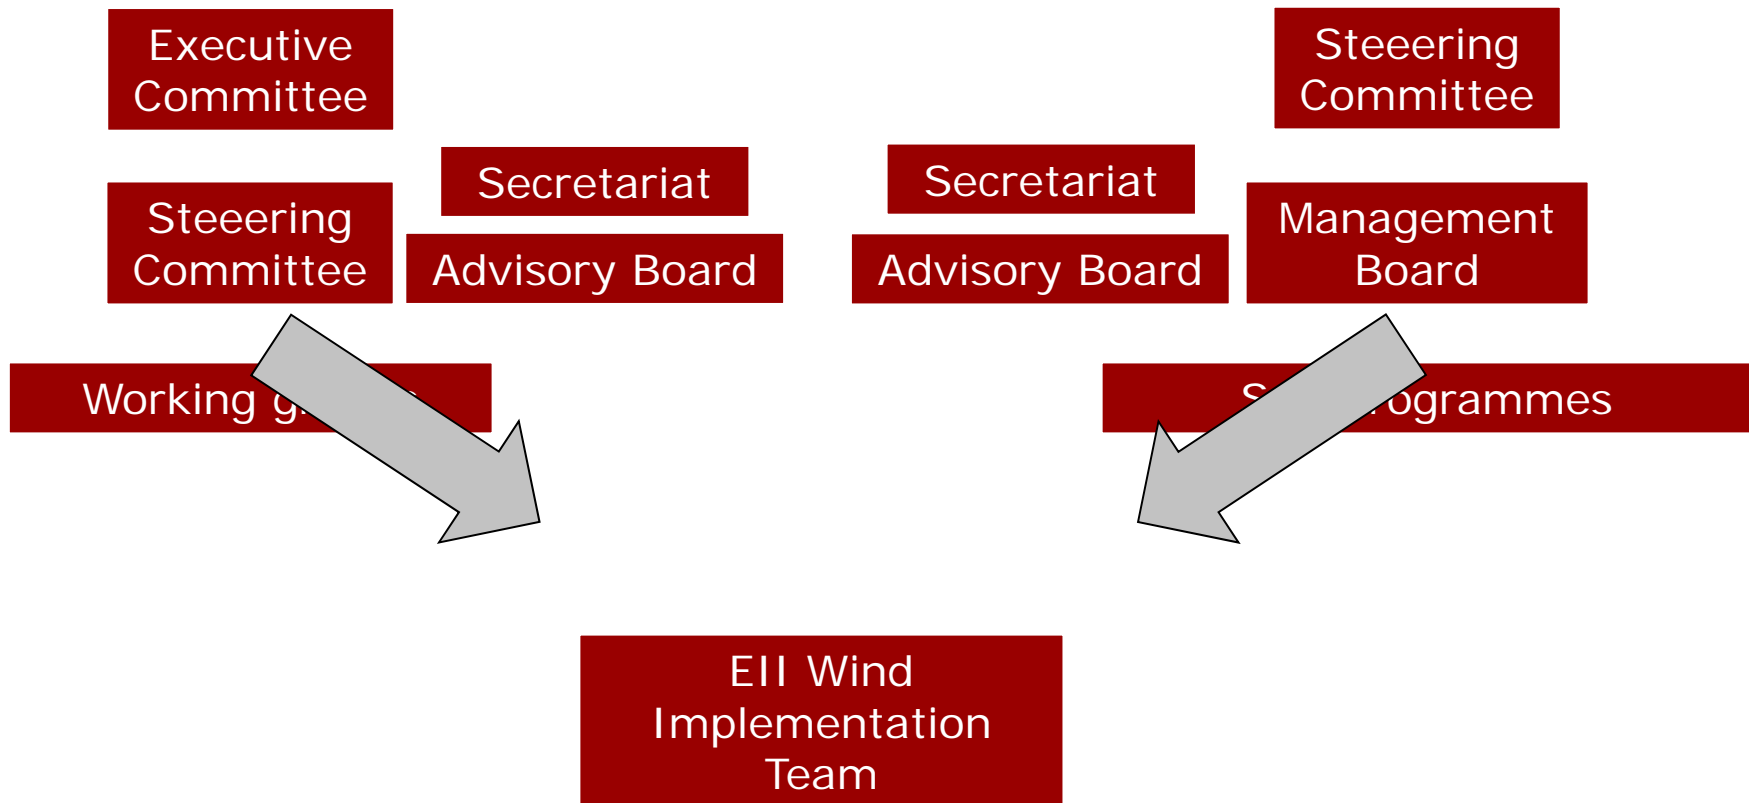 Executive
Committee
Steeering
Committee
Secretariat
Advisory Board
Working
Steeering
Committee
Secretariat
Advisory Board
Management
Board
EII Wind
Implementation
Team